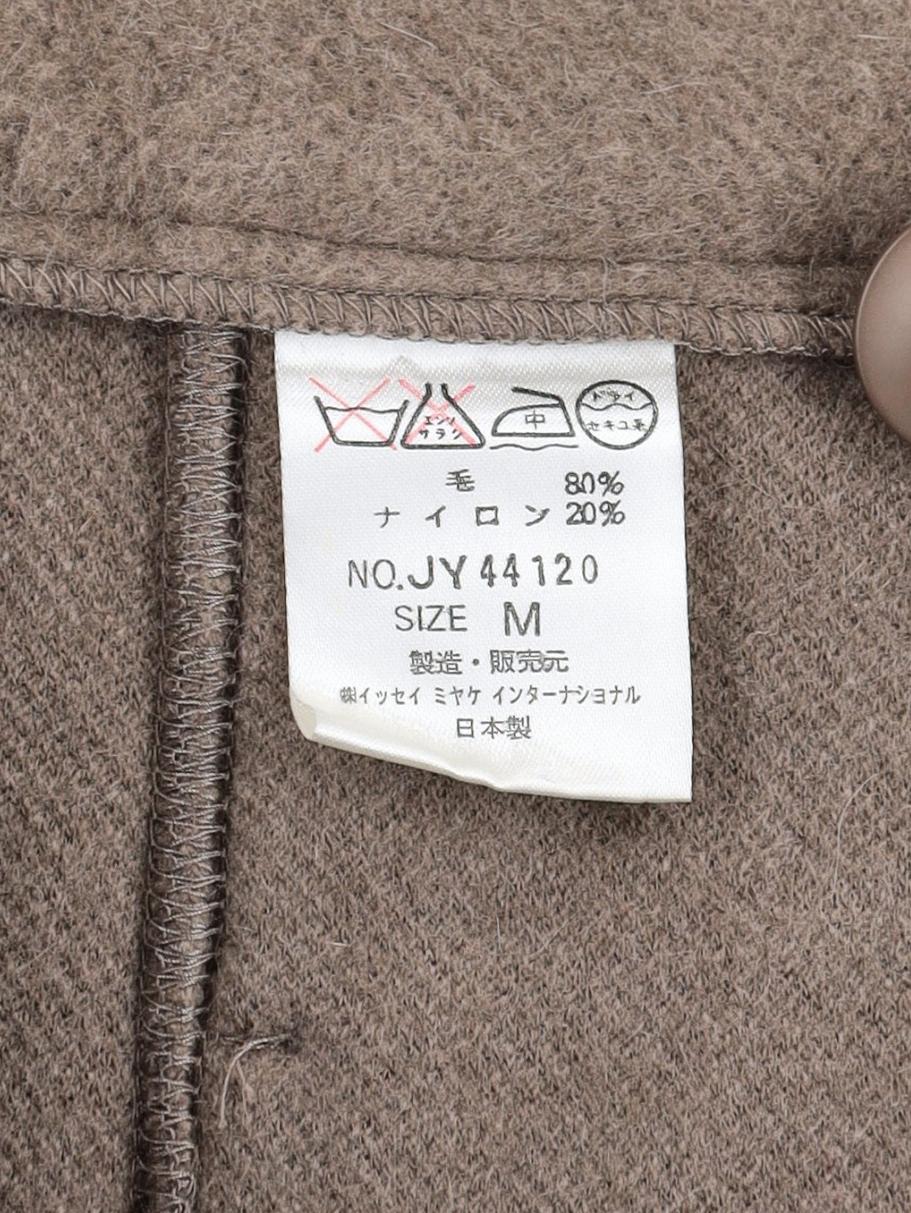 エンソ
サラシ
中
ドライ
セキユ系
毛 80%
ナイロン 20%
NO.JY44120
SIZE M
製造・販売元
㈱イッセイ ミヤケ インターナショナル
日本製